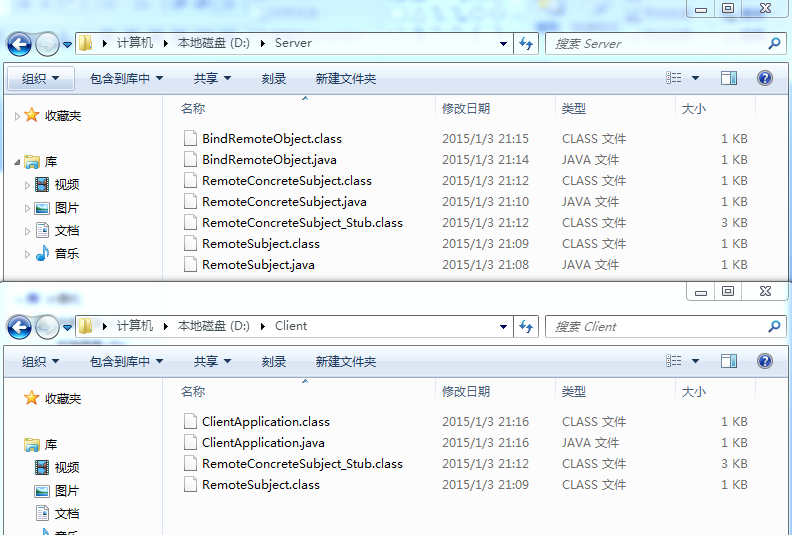 计算机 本地磁盘 (D:) Server 搜索 Server
组织 包含到库中 共享 刻录 新建文件夹
收藏夹
库
视频
图片
文档
音乐
名称 修改日期 类型 大小
BindRemoteObject.class 2015/1/3 21:15 CLASS 文件 1 KB
BindRemoteObject.java 2015/1/3 21:14 JAVA 文件 1 KB
RemoteConcreteSubject.class 2015/1/3 21:12 CLASS 文件 1 KB
RemoteConcreteSubject.java 2015/1/3 21:10 JAVA 文件 1 KB
RemoteConcreteSubject_Stub.class 2015/1/3 21:12 CLASS 文件 3 KB
RemoteSubject.class 2015/1/3 21:09 CLASS 文件 1 KB
RemoteSubject.java 2015/1/3 21:08 JAVA 文件 1 KB
计算机 本地磁盘 (D:) Client 搜索 Client
组织 包含到库中 共享 刻录 新建文件夹
收藏夹
库
视频
图片
文档
音乐
名称 修改日期 类型 大小
ClientApplication.class 2015/1/3 21:16 CLASS 文件 1 KB
ClientApplication.java 2015/1/3 21:16 JAVA 文件 1 KB
RemoteConcreteSubject_Stub.class 2015/1/3 21:12 CLASS 文件 3 KB
RemoteSubject.class 2015/1/3 21:09 CLASS 文件 1 KB